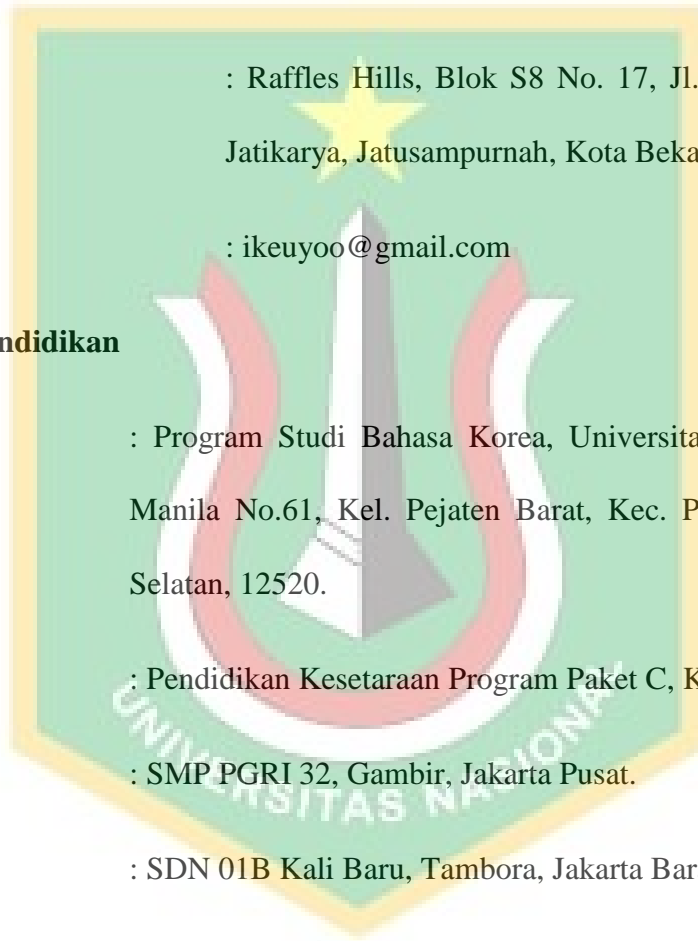 : Raffles Hills, Blok S8 No. 17, Jl.
Jatikarya, Jatusampurnah, Kota Beka
: ikeuyoo@gmail.com
ndidikan
: Program Studi Bahasa Korea, Universita
Manila No.61, Kel. Pejaten Barat, Kec. P
Selatan, 12520.
: Pendidikan Kesetaraan Program Paket C, K
: SMP PGRI 32, Gambir, Jakarta Pusat.
: SDN 01B Kali Baru, Tambora, Jakarta Bar
UNIVERSITAS NASIONAL